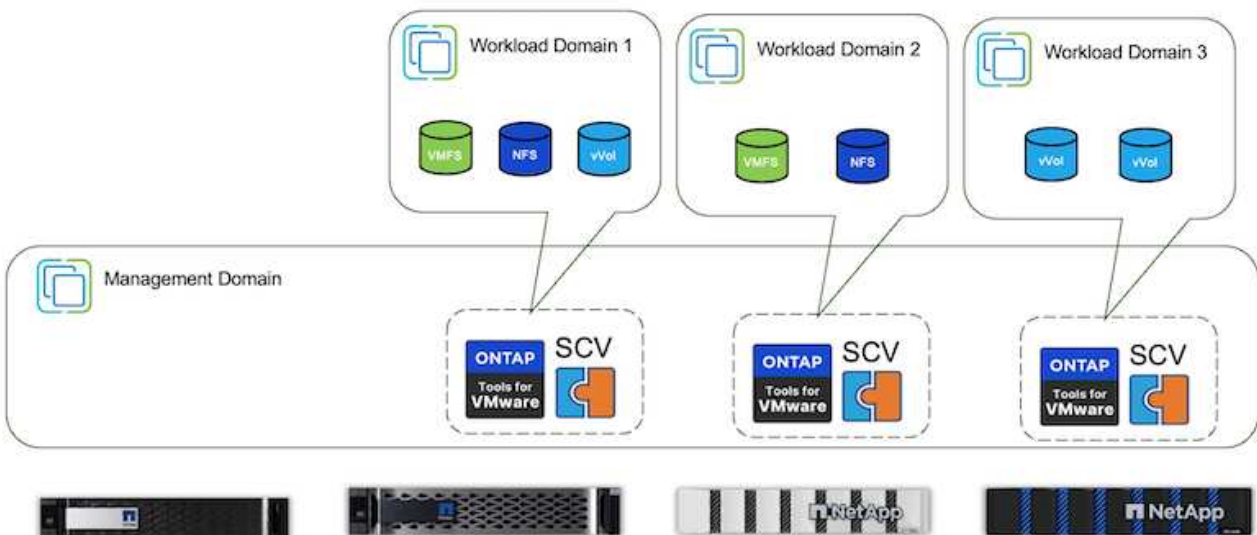 Workload Domain 1
Workload Domain 2
Workload Domain 3
VMFS
NFS
vVol
VMFS
NFS
vVol
vVol
Management Domain
ONTAP
Tools for
VMware
SCV
ONTAP
Tools for
VMware
SCV
ONTAP
Tools for
VMware
SCV
NetApp
NetApp